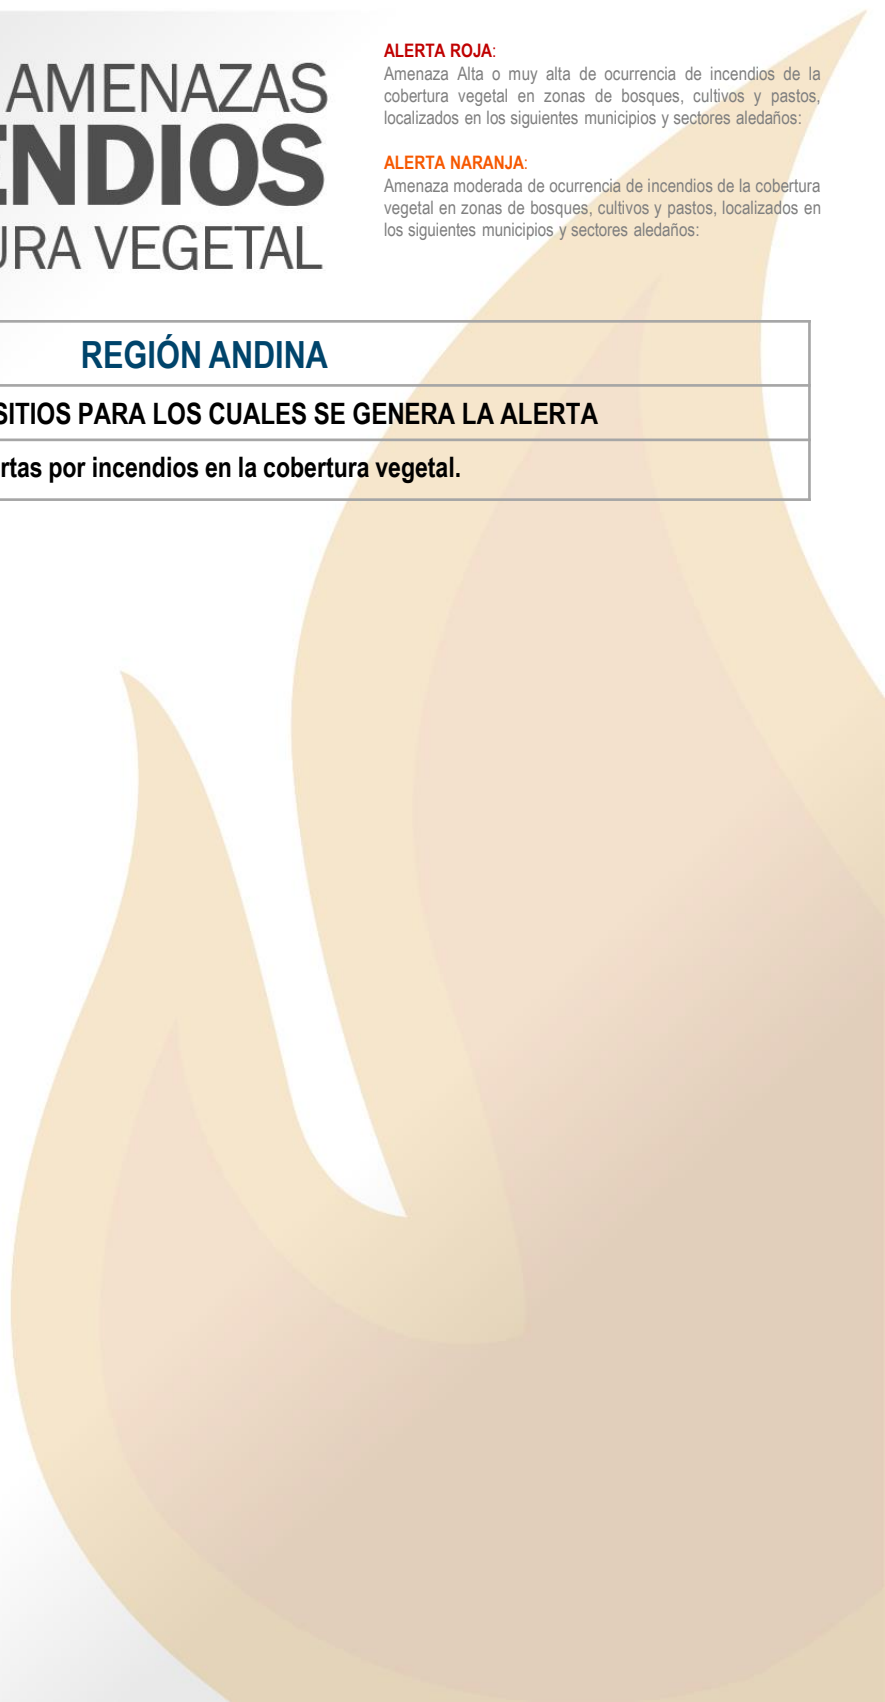 AMENAZAS
ENDIOS
URA VEGETAL
ALERTA ROJA:
Amenaza Alta o muy alta de ocurrencia de incendios de la
cobertura vegetal en zonas de bosques, cultivos y pastos,
localizados en los siguientes municipios y sectores aledaños:
ALERTA NARANJA:
Amenaza moderada de ocurrencia de incendios de la cobertura
vegetal en zonas de bosques, cultivos y pastos, localizados en
los siguientes municipios y sectores aledaños:
REGIÓN ANDINA
SITIOS PARA LOS CUALES SE GENERA LA ALERTA
rtas por incendios en la cobertura vegetal.